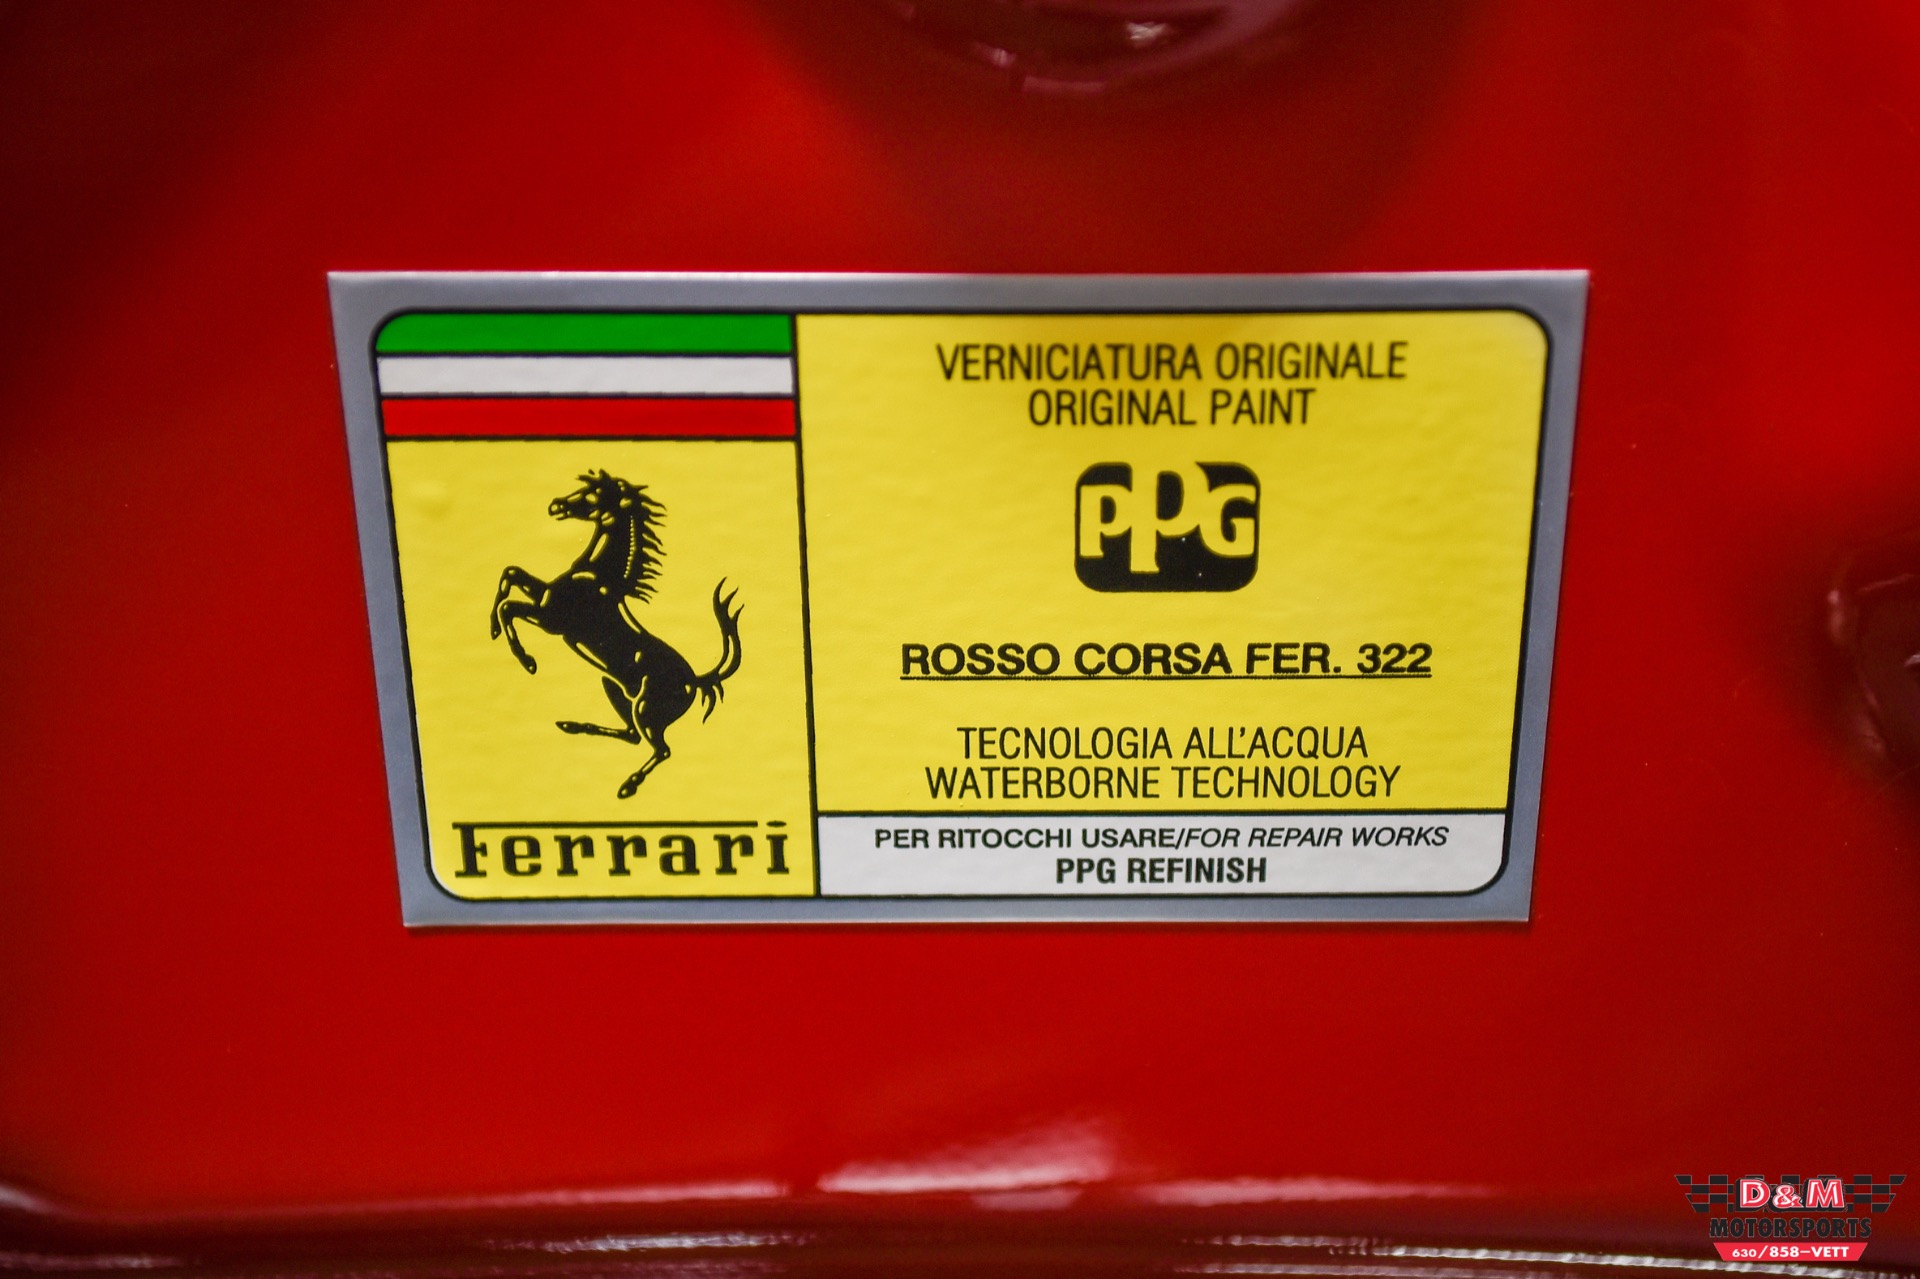 VERNICIATURA ORIGINALE
ORIGINAL PAINT
PPG
ROSSO CORSA FER. 322
TECNOLOGIA ALL'ACQUA
WATERBORNE TECHNOLOGY
Ferrari
PER RITOCCHI USARE/FOR REPAIR WORKS
PPG REFINISH
D&M
MOTORSPORTS
630/858-VETT